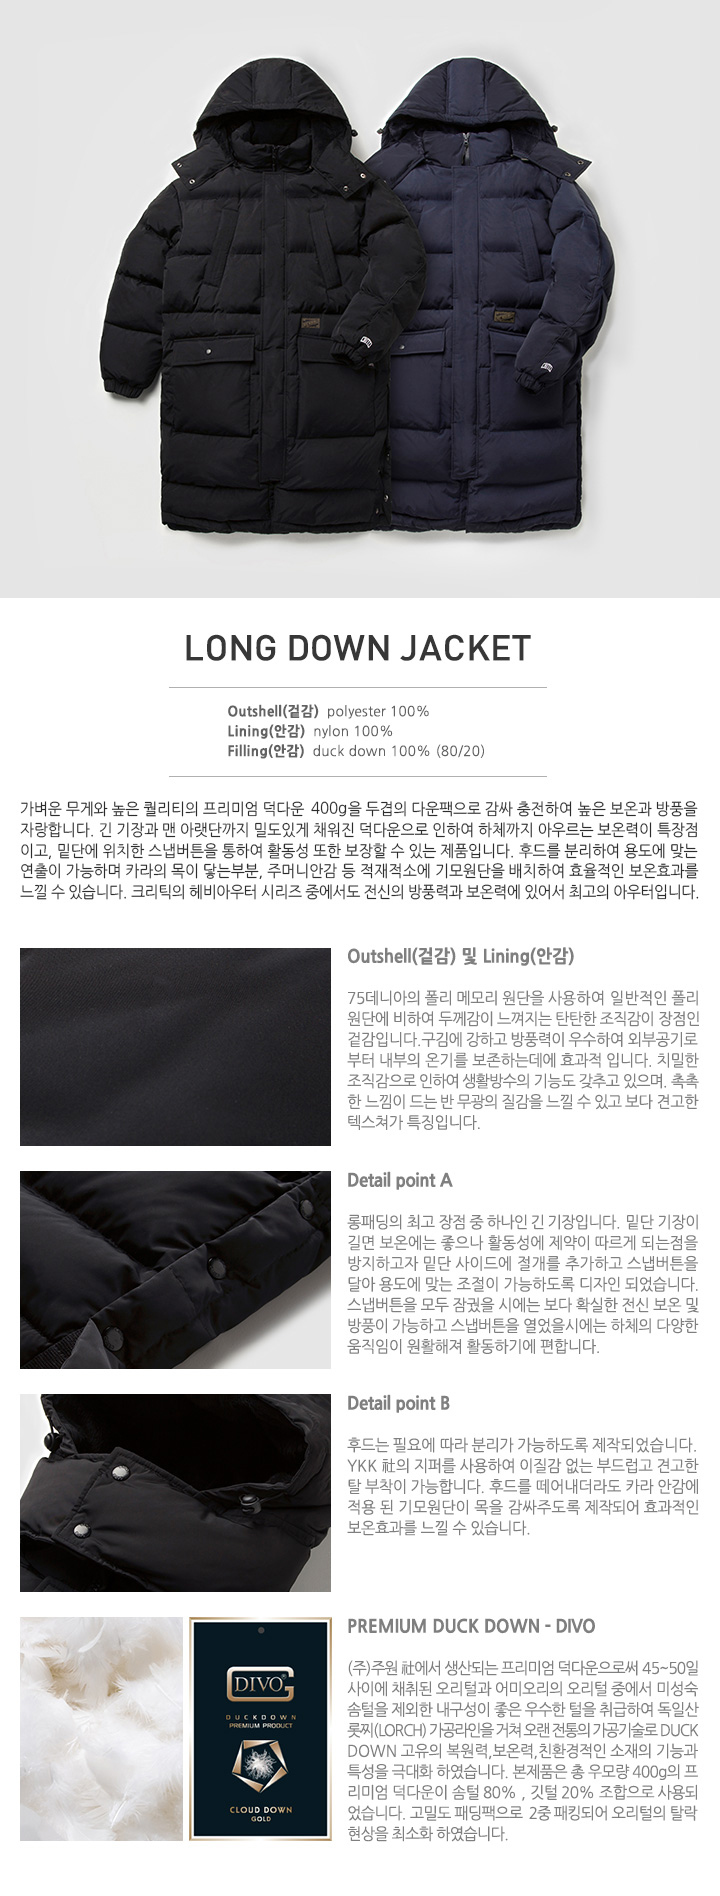 LONG DOWN JACKET
Outshell(겉감) polyester 100%
Lining(안감) nylon 100%
Filling(안감) duck down 100% (80/20)
가벼운 무게와 높은 퀄리티의 프리미엄 덕다운 400g을 두겹의 다운팩으로 감싸 충전하여 높은 보온과 방풍을
자랑합니다. 긴 기장과 맨 아랫단까지 밀도있게 채워진 덕다운으로 인하여 하체까지 아우르는 보온력이 특장점
이고, 밑단에 위치한 스냅버튼을 통하여 활동성 또한 보장할 수 있는 제품입니다. 후드를 분리하여 용도에 맞는
연출이 가능하며 카라의 목이 닿는부분, 주머니안감 등 적재적소에 기모원단을 배치하여 효율적인 보온효과를
느낄 수 있습니다. 크리틱의 헤비아우터 시리즈 중에서도 전신의 방풍력과 보온력에 있어서 최고의 아우터입니다.
Outshell(겉감) 및 Lining(안감)
75데니아의 폴리 메모리 원단을 사용하여 일반적인 폴리
원단에 비하여 두께감이 느껴지는 탄탄한 조직감이 장점인
겉감입니다.구김에 강하고 방풍력이 우수하여 외부공기로
부터 내부의 온기를 보존하는데에 효과적 입니다. 치밀한
조직감으로 인하여 생활방수의 기능도 갖추고 있으며. 촉촉
한 느낌이 드는 반 무광의 질감을 느낄 수 있고 보다 견고한
텍스쳐가 특징입니다.
Detail point A
롱패딩의 최고 장점 중 하나인 긴 기장입니다. 밑단 기장이
길면 보온에는 좋으나 활동성에 제약이 따르게 되는점을
방지하고자 밑단 사이드에 절개를 추가하고 스냅버튼을
달아 용도에 맞는 조절이 가능하도록 디자인 되었습니다.
스냅버튼을 모두 잠궜을 시에는 보다 확실한 전신 보온 및
방풍이 가능하고 스냅버튼을 열었을시에는 하체의 다양한
움직임이 원활해져 활동하기에 편합니다.
Detail point B
후드는 필요에 따라 분리가 가능하도록 제작되었습니다.
YKK 社의 지퍼를 사용하여 이질감 없는 부드럽고 견고한
탈 부착이 가능합니다. 후드를 떼어내더라도 카라 안감에
적용 된 기모원단이 목을 감싸주도록 제작되어 효과적인
보온효과를 느낄 수 있습니다.
PREMIUM DUCK DOWN - DIVO
(주)주원 社에서 생산되는 프리미엄 덕다운으로써 45~50일
사이에 채취된 오리털과 어미오리의 오리털 중에서 미성숙
솜털을 제외한 내구성이 좋은 우수한 털을 취급하여 독일산
롯찌(LORCH) 가공라인을 거쳐 오랜 전통의 가공기술로 DUCK
DOWN 고유의 복원력,보온력,친환경적인 소재의 기능과
특성을 극대화 하였습니다. 본제품은 총 우모량 400g의 프
리미엄 덕다운이 솜털 80% , 깃털 20% 조합으로 사용되
었습니다. 고밀도 패딩팩으로 2중 패킹되어 오리털의 탈락
현상을 최소화 하였습니다.
DIVO
DUCKDOWN
PREMIUM PRODUCT
CLOUD DOWN
GOLD